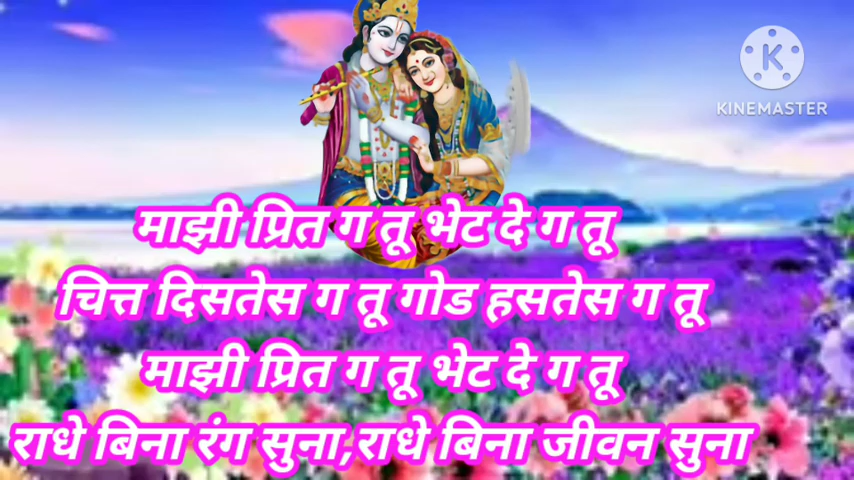 KINEMASTER
माझी प्रित ग तू भेट दे ग तू
चित्त दिसतेस ग तू गोड हसतेस ग तू
माझी प्रित ग तू भेट दे ग तू
राधे बिना रंग सुना,राधे बिना जीवन सुना